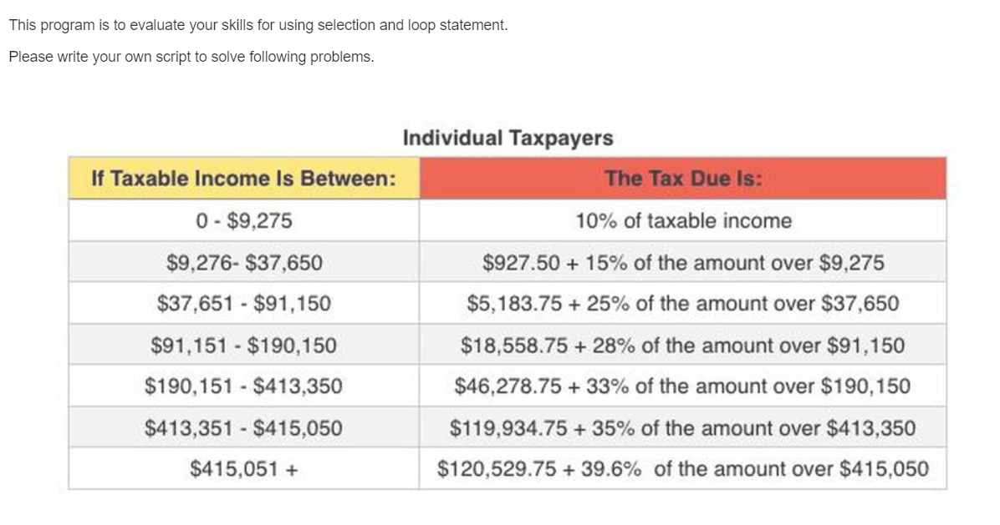 This program is to evaluate your skills for using selection and loop statement.
Please write your own script to solve following problems.
Individual Taxpayers
If Taxable Income Is Between: The Tax Due Is:
0 - $9,275 10% of taxable income
$9,276- $37,650 $927.50 + 15% of the amount over $9,275
$37,651 - $91,150 $5,183.75 + 25% of the amount over $37,650
$91,151 - $190,150 $18,558.75 + 28% of the amount over $91,150
$190,151 - $413,350 $46,278.75 + 33% of the amount over $190,150
$413,351 - $415,050 $119,934.75 + 35% of the amount over $413,350
$415,051 + $120,529.75 + 39.6% of the amount over $415,050